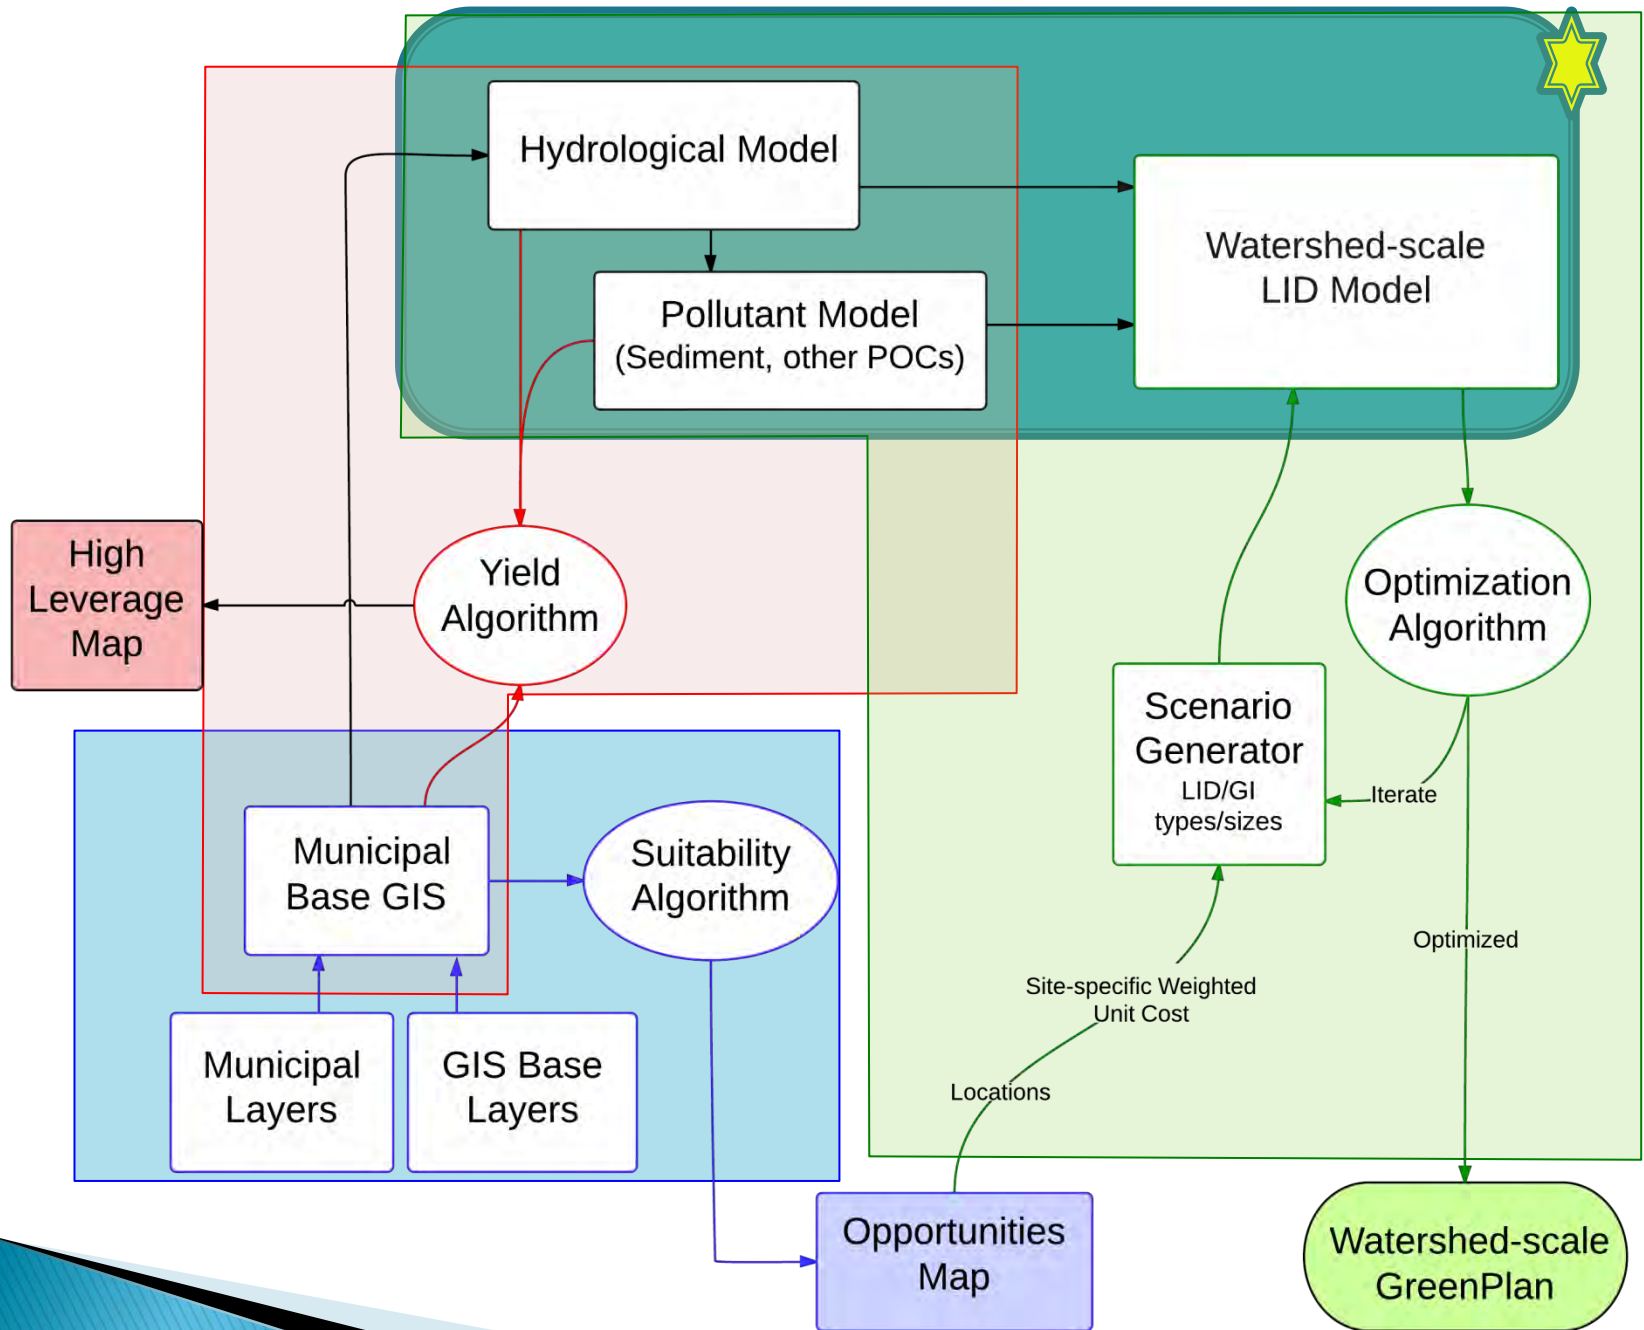 Hydrological Model
Pollutant Model
(Sediment, other POCs)
Watershed-scale
LID Model
High
Leverage
Map
Yield
Algorithm
Optimization
Algorithm
Scenario
Generator
LID/GI
types/sizes
Iterate
Municipal
Base GIS
Suitability
Algorithm
Optimized
Site-specific Weighted
Unit Cost
Municipal
Layers
GIS Base
Layers
Locations
Opportunities
Map
Watershed-scale
GreenPlan